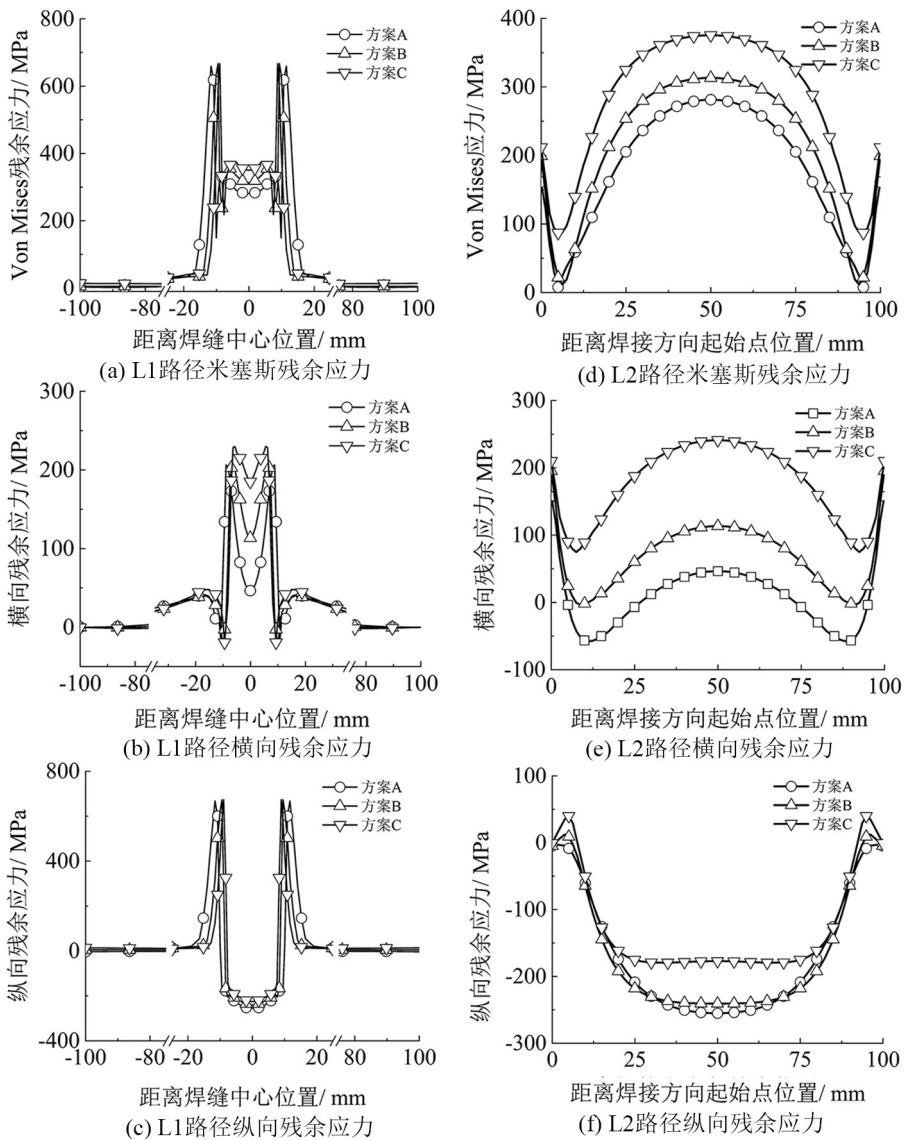 Von Mises残余应力/ MPa
800
600
400
200
0
方案A
方案B
方案C
-100
-80
-20
0
20
80
100
距离焊缝中心位置/ mm
(a) L1路径米塞斯残余应力
Von Mises应力/ MPa
400
300
200
100
0
方案A
方案B
方案C
0
25
50
75
100
距离焊接方向起始点位置/ mm
(d) L2路径米塞斯残余应力
横向残余应力/ MPa
300
200
100
0
方案A
方案B
方案C
-100
-80
-20
0
20
80
100
距离焊缝中心位置/ mm
(b) L1路径横向残余应力
横向残余应力/ MPa
300
200
100
0
-100
方案A
方案B
方案C
0
25
50
75
100
距离焊接方向起始点位置/ mm
(e) L2路径横向残余应力
纵向残余应力/ MPa
800
400
0
-400
方案A
方案B
方案C
-100
-80
-20
0
20
80
100
距离焊缝中心位置/ mm
(c) L1路径纵向残余应力
纵向残余应力/ MPa
100
0
-100
-200
-300
方案A
方案B
方案C
0
25
50
75
100
距离焊接方向起始点位置/ mm
(f) L2路径纵向残余应力